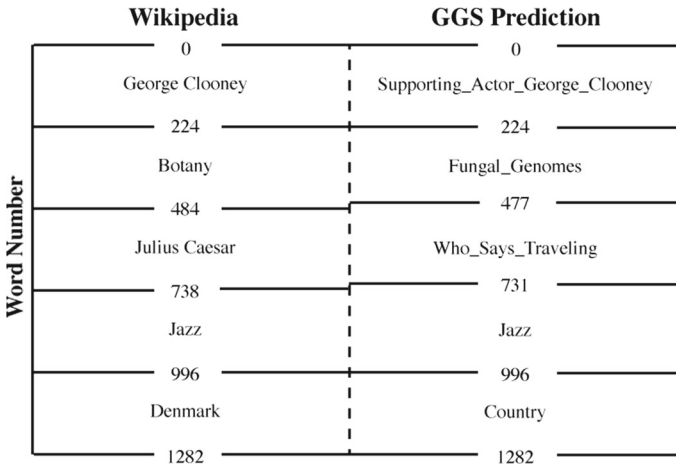 Wikipedia GGS Prediction
0 0
George Clooney Supporting_Actor_George_Clooney
224 224
Botany Fungal_Genomes
484 477
Julius Caesar Who_Says_Traveling
738 731
Jazz Jazz
996 996
Denmark Country
1282 1282
Word Number